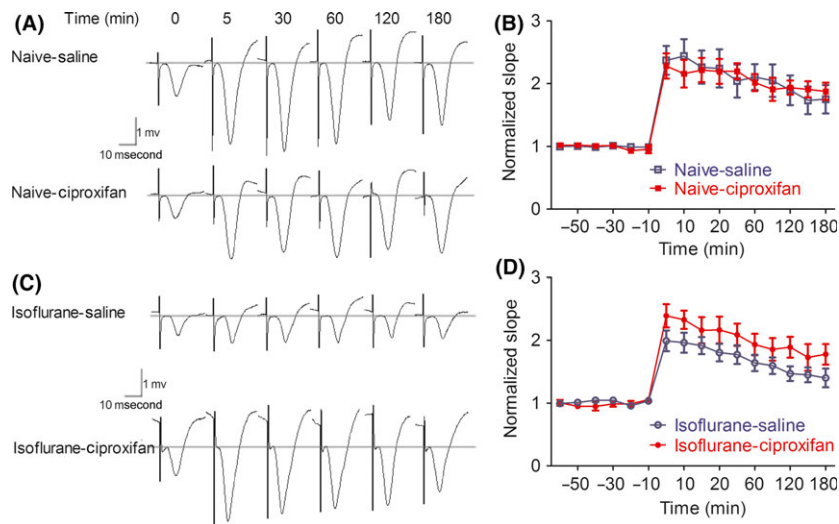 (A) Time (min) 0 5 30 60 120 180
Naive-saline
1 mv
10 msecond
Naive-ciproxifan
(B)
3
2
1
0
Normalized slope
Naive-saline
Naive-ciproxifan
−50 −30 −10 10 20 60 120 180
Time (min)
(C)
Isoflurane-saline
1 mv
10 msecond
Isoflurane-ciproxifan
(D)
3
2
1
0
Normalized slope
Isoflurane-saline
Isoflurane-ciproxifan
−50 −30 −10 10 20 60 120 180
Time (min)